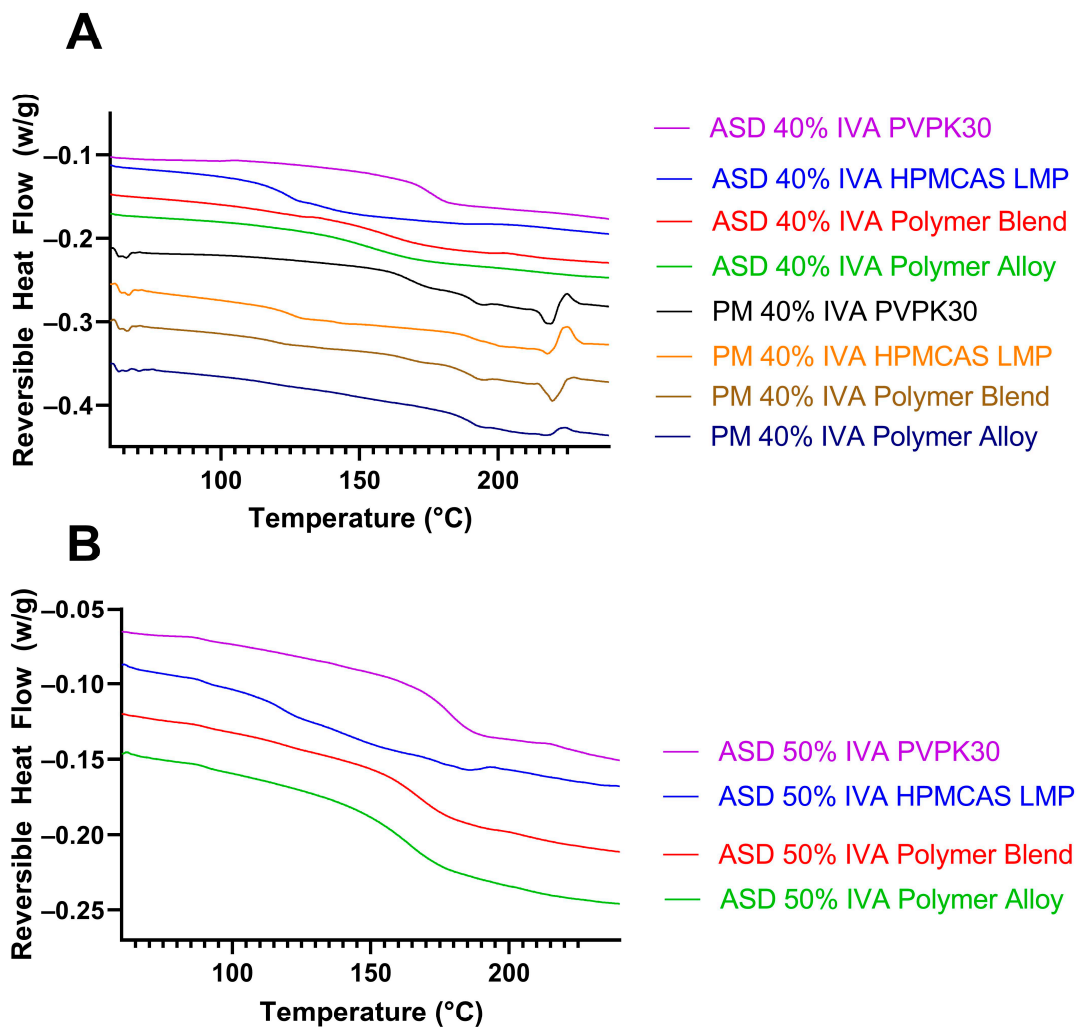 A
Reversible Heat Flow (w/g)
−0.1
−0.2
−0.3
−0.4
100
150
200
Temperature (°C)
ASD 40% IVA PVPK30
ASD 40% IVA HPMCAS LMP
ASD 40% IVA Polymer Blend
ASD 40% IVA Polymer Alloy
PM 40% IVA PVPK30
PM 40% IVA HPMCAS LMP
PM 40% IVA Polymer Blend
PM 40% IVA Polymer Alloy
B
Reversible Heat Flow (w/g)
−0.05
−0.10
−0.15
−0.20
−0.25
100
150
200
Temperature (°C)
ASD 50% IVA PVPK30
ASD 50% IVA HPMCAS LMP
ASD 50% IVA Polymer Blend
ASD 50% IVA Polymer Alloy